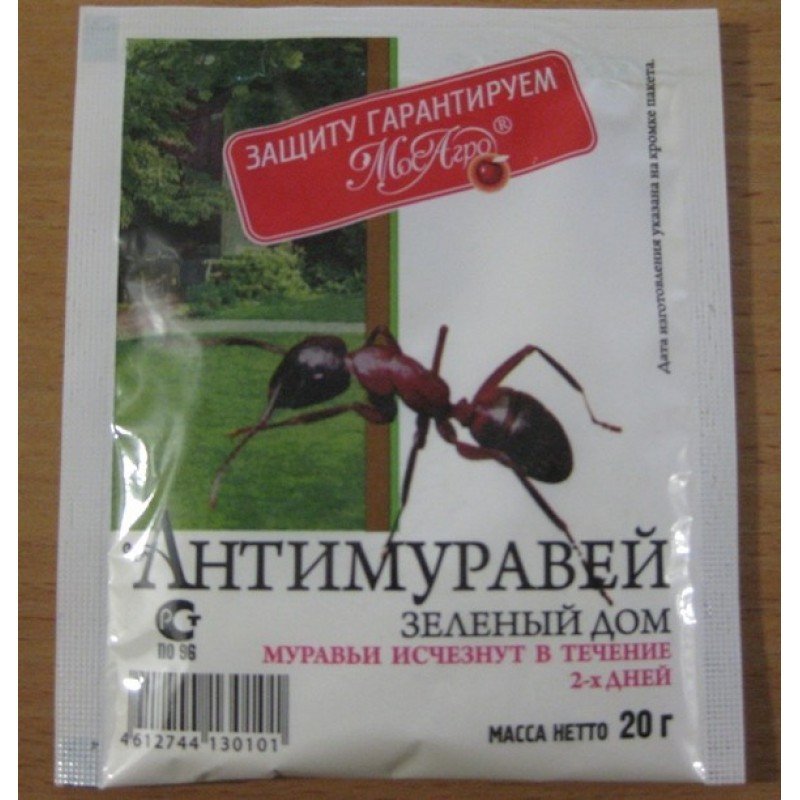 ЗАЩИТУ ГАРАНТИРУЕМ
МосАгро®
Дата изготовления указана на кромке пакета.
АНТИМУРАВЕЙ
ЗЕЛЕНЫЙ ДОМ
МУРАВЬИ ИСЧЕЗНУТ В ТЕЧЕНИЕ
2-х ДНЕЙ
РСТ
ПО 96
4612744 130101
МАССА НЕТТО 20 г